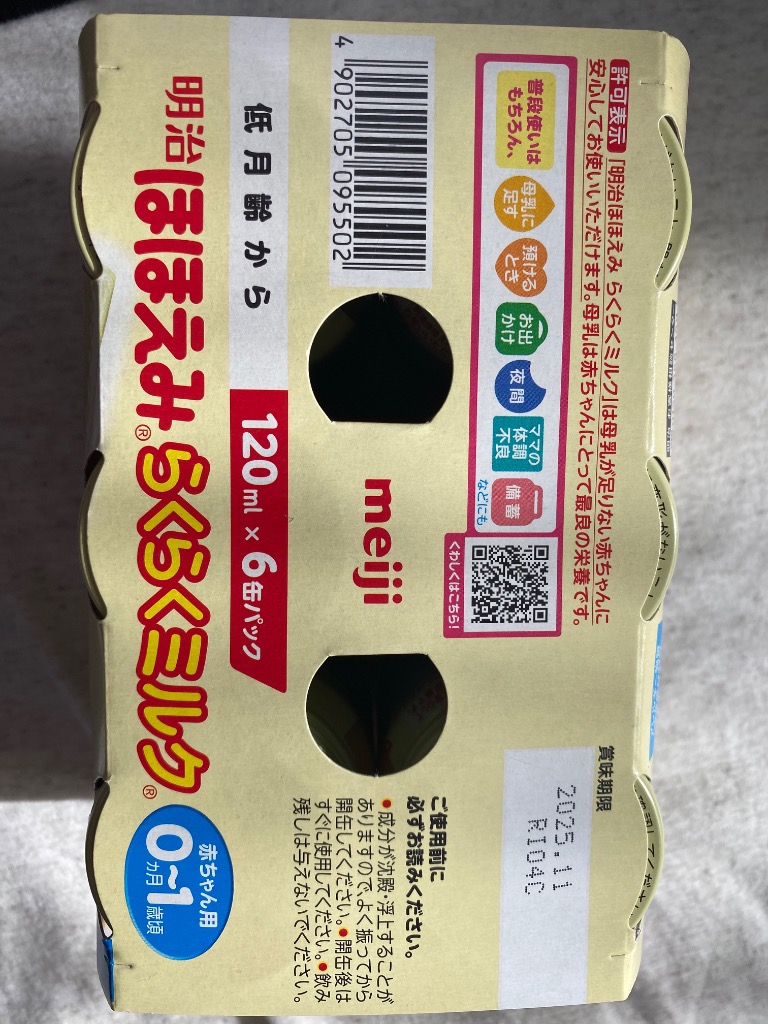 許可表示 「明治ほほえみ らくらくミルク」は母乳が足りない赤ちゃんに
安心してお使いいただけます。母乳は赤ちゃんにとって最良の栄養です。
普段使いは
もちろん、
母乳に
足す
預ける
とき
お出
かけ
夜間
ママの
体調
不良
備蓄
などにも
くわしくはこちら!
4 902705 095502
meiji
低月齢から
120ml × 6缶パック
明治 ほほえみ® らくらくミルク®
赤ちゃん用
0~1
カ月 歳頃
賞味期限
2025.11
RI04C
ご使用前に
必ずお読みください。
●成分が沈殿・浮上することが
ありますので、よく振ってから
開缶してください。●開缶後は
すぐに使用してください。●飲み
残しは与えないでください。